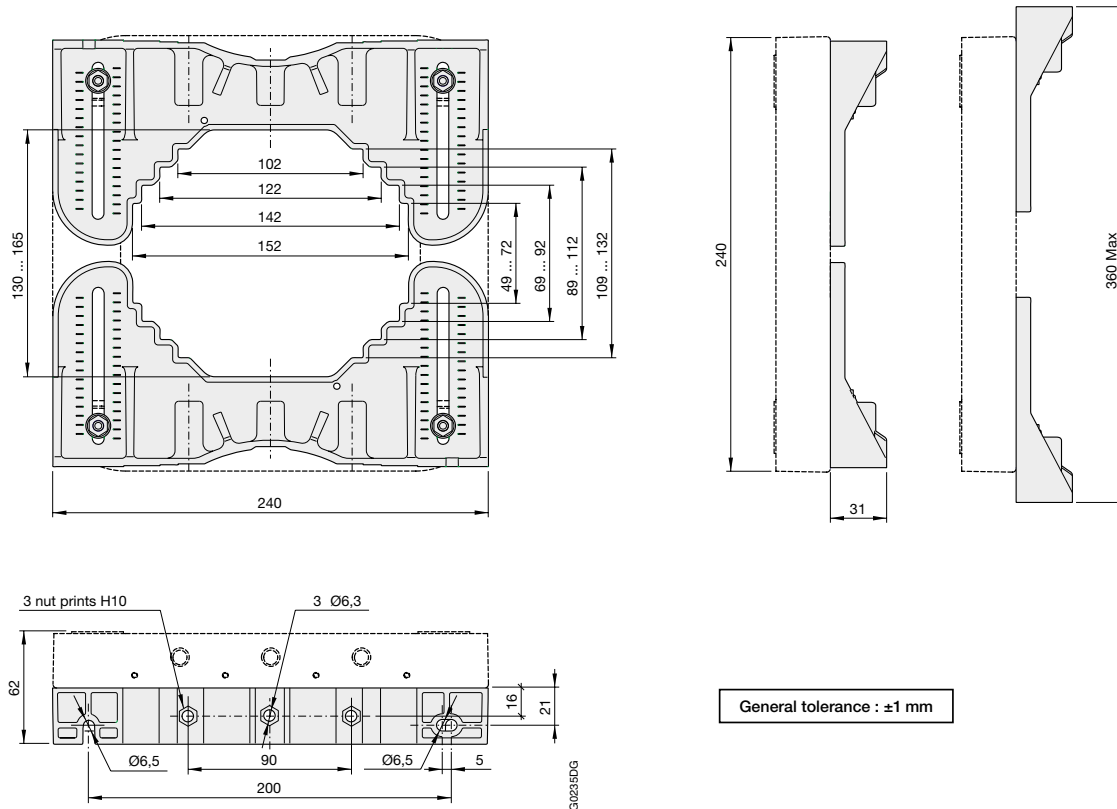 102
122
142
152
130 ... 165
49 ... 72
69 ... 92
89 ... 112
109 ... 132
240
240
31
360 Max
3 nut prints H10
3 Ø6,3
62
16
21
Ø6,5
90
Ø6,5
5
200
G0235DG
General tolerance : ±1 mm